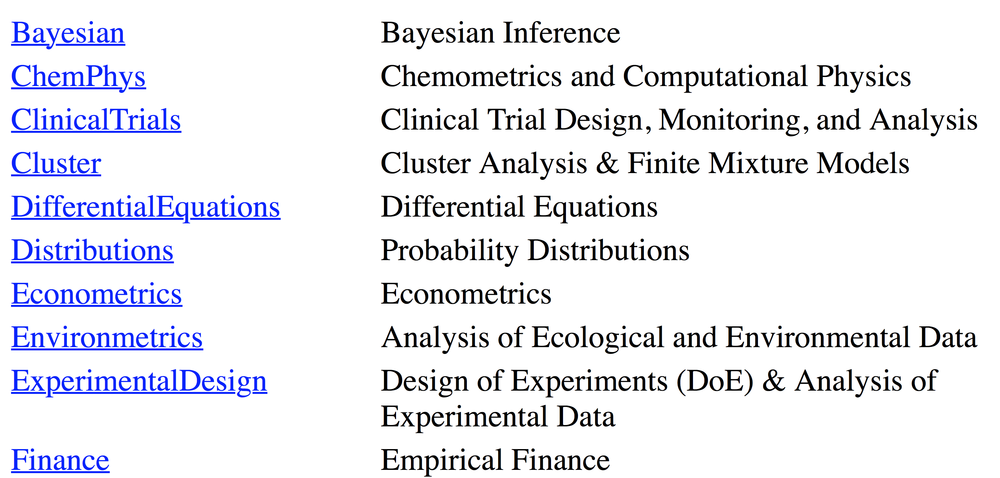 Bayesian Bayesian Inference
ChemPhys Chemometrics and Computational Physics
ClinicalTrials Clinical Trial Design, Monitoring, and Analysis
Cluster Cluster Analysis & Finite Mixture Models
DifferentialEquations Differential Equations
Distributions Probability Distributions
Econometrics Econometrics
Environmetrics Analysis of Ecological and Environmental Data
ExperimentalDesign Design of Experiments (DoE) & Analysis of
Experimental Data
Finance Empirical Finance